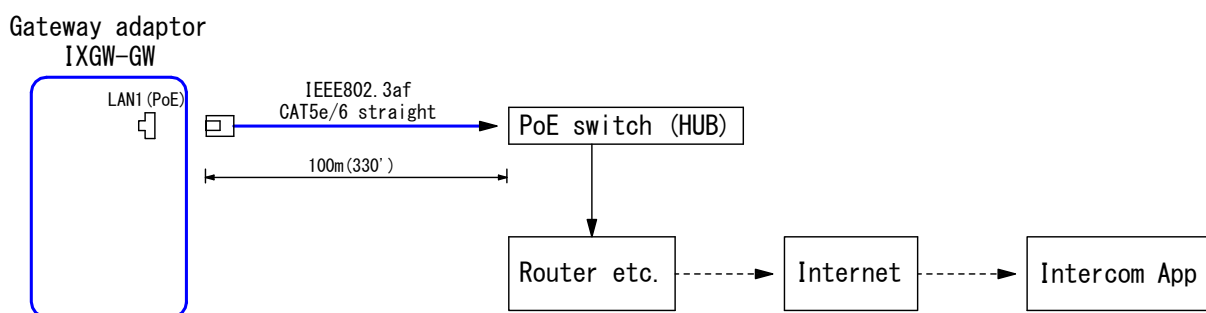 Gateway adaptor
IXGW-GW
LAN1(PoE)
IEEE802.3af
CAT5e/6 straight
PoE switch (HUB)
100m(330')
Router etc.
Internet
Intercom App